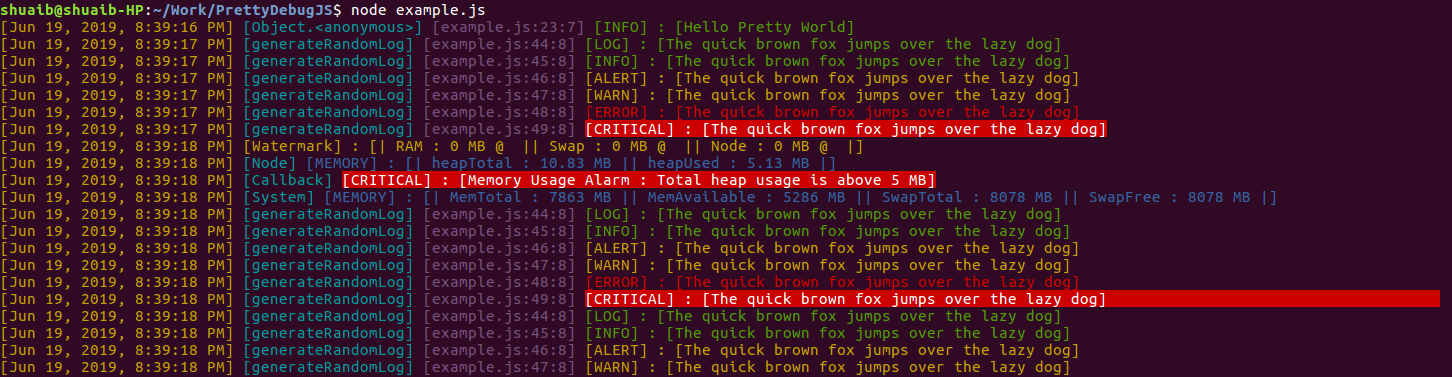 shuaib@shuaib-HP:~/Work/PrettyDebugJS$ node example.js
[Jun 19, 2019, 8:39:16 PM] [Object.<anonymous>] [example.js:23:7] [INFO] : [Hello Pretty World]
[Jun 19, 2019, 8:39:17 PM] [generateRandomLog] [example.js:44:8] [LOG] : [The quick brown fox jumps over the lazy dog]
[Jun 19, 2019, 8:39:17 PM] [generateRandomLog] [example.js:45:8] [INFO] : [The quick brown fox jumps over the lazy dog]
[Jun 19, 2019, 8:39:17 PM] [generateRandomLog] [example.js:46:8] [ALERT] : [The quick brown fox jumps over the lazy dog]
[Jun 19, 2019, 8:39:17 PM] [generateRandomLog] [example.js:47:8] [WARN] : [The quick brown fox jumps over the lazy dog]
[Jun 19, 2019, 8:39:17 PM] [generateRandomLog] [example.js:48:8] [ERROR] : [The quick brown fox jumps over the lazy dog]
[Jun 19, 2019, 8:39:17 PM] [generateRandomLog] [example.js:49:8] [CRITICAL] : [The quick brown fox jumps over the lazy dog]
[Jun 19, 2019, 8:39:18 PM] [Watermark] : [| RAM : 0 MB @  || Swap : 0 MB @  || Node : 0 MB @  |]
[Jun 19, 2019, 8:39:18 PM] [Node] [MEMORY] : [| heapTotal : 10.83 MB || heapUsed : 5.13 MB |]
[Jun 19, 2019, 8:39:18 PM] [Callback] [CRITICAL] : [Memory Usage Alarm : Total heap usage is above 5 MB]
[Jun 19, 2019, 8:39:18 PM] [System] [MEMORY] : [| MemTotal : 7863 MB || MemAvailable : 5286 MB || SwapTotal : 8078 MB || SwapFree : 8078 MB |]
[Jun 19, 2019, 8:39:18 PM] [generateRandomLog] [example.js:44:8] [LOG] : [The quick brown fox jumps over the lazy dog]
[Jun 19, 2019, 8:39:18 PM] [generateRandomLog] [example.js:45:8] [INFO] : [The quick brown fox jumps over the lazy dog]
[Jun 19, 2019, 8:39:18 PM] [generateRandomLog] [example.js:46:8] [ALERT] : [The quick brown fox jumps over the lazy dog]
[Jun 19, 2019, 8:39:18 PM] [generateRandomLog] [example.js:47:8] [WARN] : [The quick brown fox jumps over the lazy dog]
[Jun 19, 2019, 8:39:18 PM] [generateRandomLog] [example.js:48:8] [ERROR] : [The quick brown fox jumps over the lazy dog]
[Jun 19, 2019, 8:39:18 PM] [generateRandomLog] [example.js:49:8] [CRITICAL] : [The quick brown fox jumps over the lazy dog]
[Jun 19, 2019, 8:39:18 PM] [generateRandomLog] [example.js:44:8] [LOG] : [The quick brown fox jumps over the lazy dog]
[Jun 19, 2019, 8:39:18 PM] [generateRandomLog] [example.js:45:8] [INFO] : [The quick brown fox jumps over the lazy dog]
[Jun 19, 2019, 8:39:18 PM] [generateRandomLog] [example.js:46:8] [ALERT] : [The quick brown fox jumps over the lazy dog]
[Jun 19, 2019, 8:39:18 PM] [generateRandomLog] [example.js:47:8] [WARN] : [The quick brown fox jumps over the lazy dog]